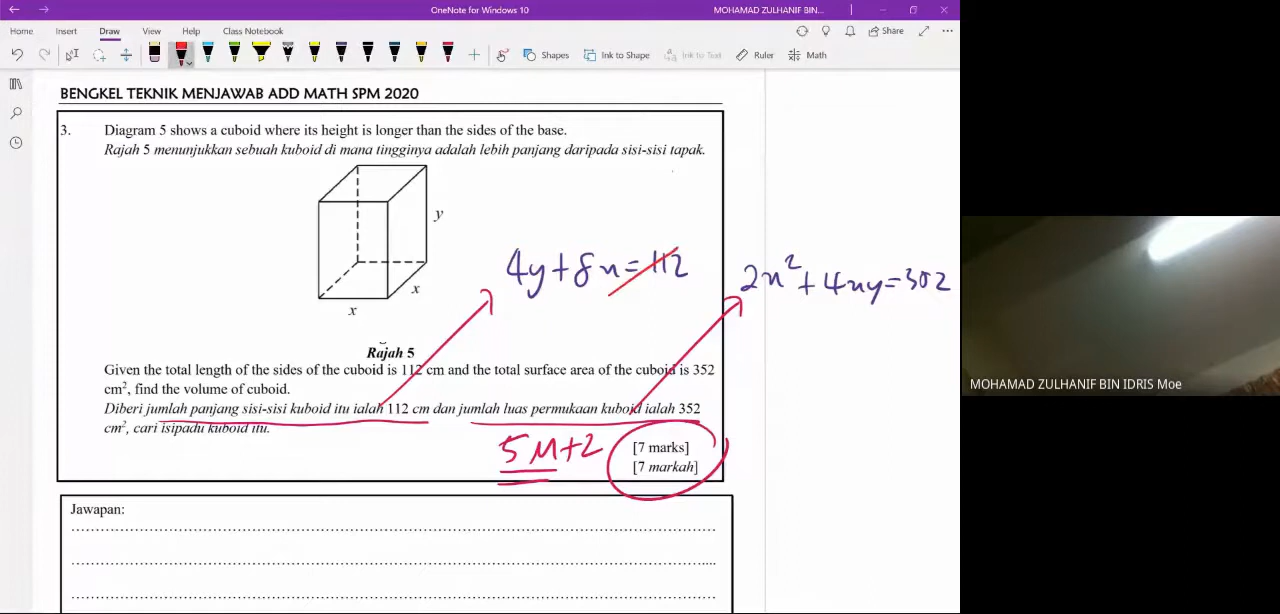 OneNote for Windows 10
MOHAMAD ZULHANIF BIN...
Home Insert Draw View Help Class Notebook
Share
Shapes Ink to Shape Ink to Text Ruler Math
BENGKEL TEKNIK MENJAWAB ADD MATH SPM 2020
3. Diagram 5 shows a cuboid where its height is longer than the sides of the base.
Rajah 5 menunjukkan sebuah kuboid di mana tingginya adalah lebih panjang daripada sisi-sisi tapak.
y
4y+8x=112
2x²+4xy=302
x
x
Rajah 5
Given the total length of the sides of the cuboid is 112 cm and the total surface area of the cuboid is 352
cm², find the volume of cuboid.
Diberi jumlah panjang sisi-sisi kuboid itu ialah 112 cm dan jumlah luas permukaan kuboid ialah 352
cm², cari isipadu kuboid itu.
5M+2
[7 marks]
[7 markah]
Jawapan:
MOHAMAD ZULHANIF BIN IDRIS Moe